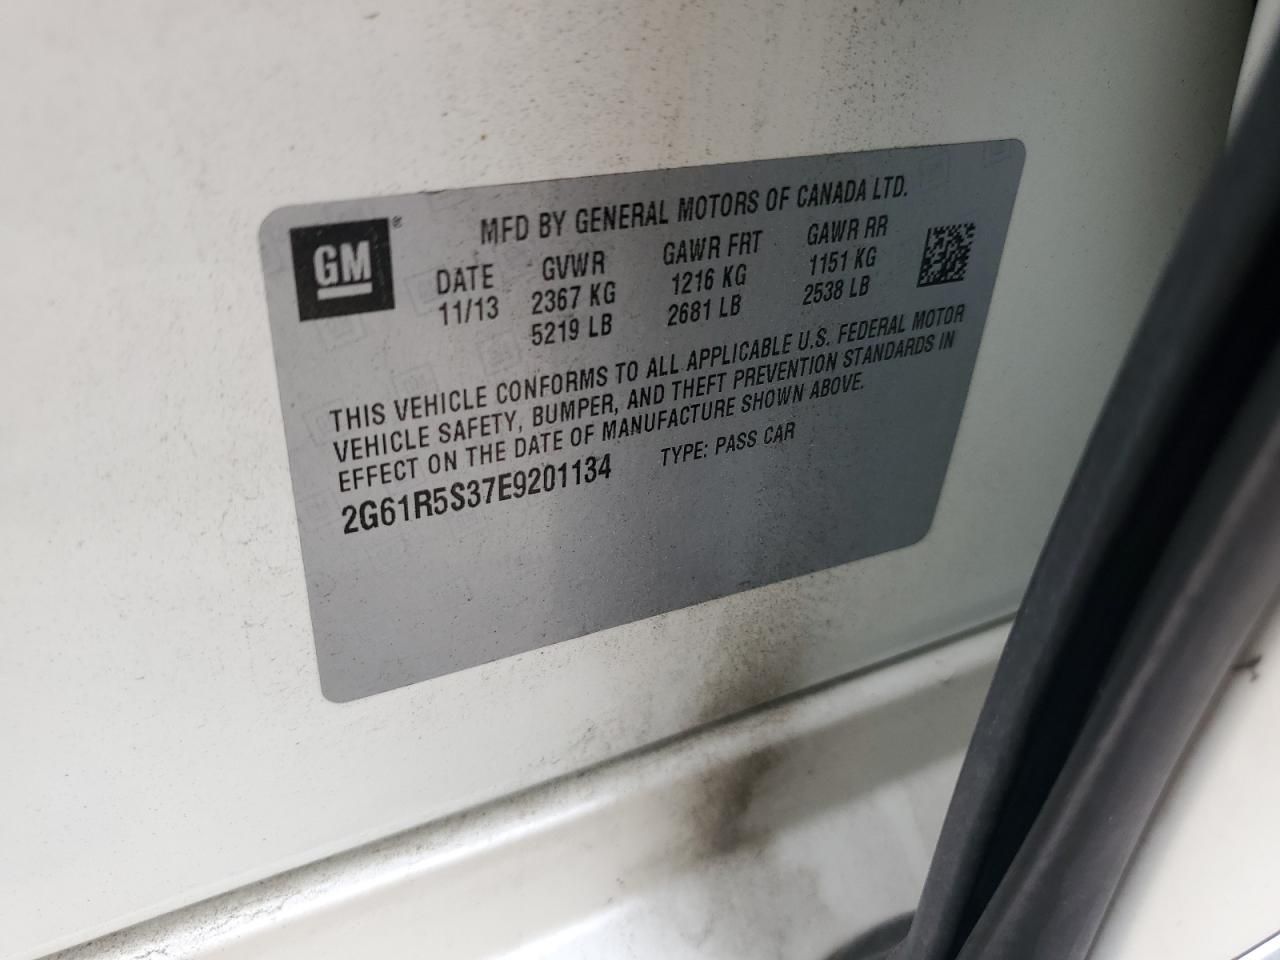 GM®
MFD BY GENERAL MOTORS OF CANADA LTD.
DATE GVWR GAWR FRT GAWR RR
11/13 2367 KG 1216 KG 1151 KG
5219 LB 2681 LB 2538 LB
THIS VEHICLE CONFORMS TO ALL APPLICABLE U.S. FEDERAL MOTOR
VEHICLE SAFETY, BUMPER, AND THEFT PREVENTION STANDARDS IN
EFFECT ON THE DATE OF MANUFACTURE SHOWN ABOVE.
2G61R5S37E9201134 TYPE: PASS CAR